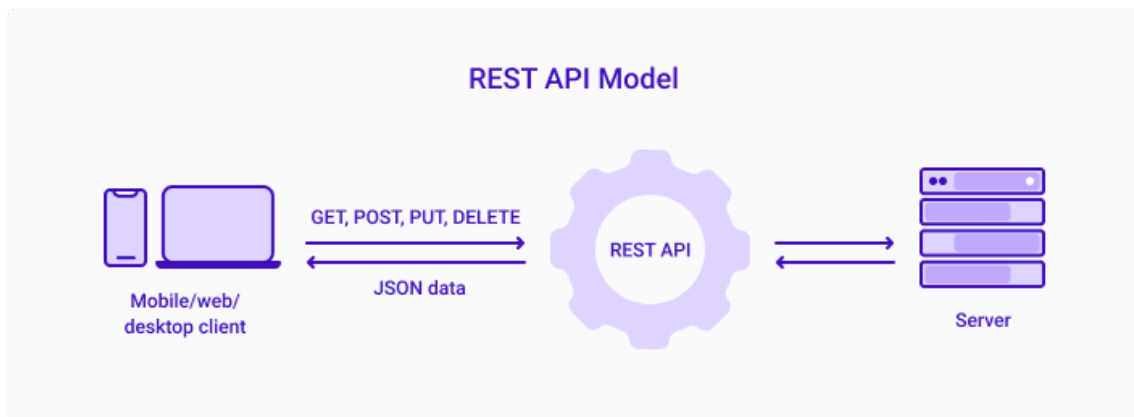 REST API Model
GET, POST, PUT, DELETE
REST API
JSON data
Mobile/web/
desktop client
Server